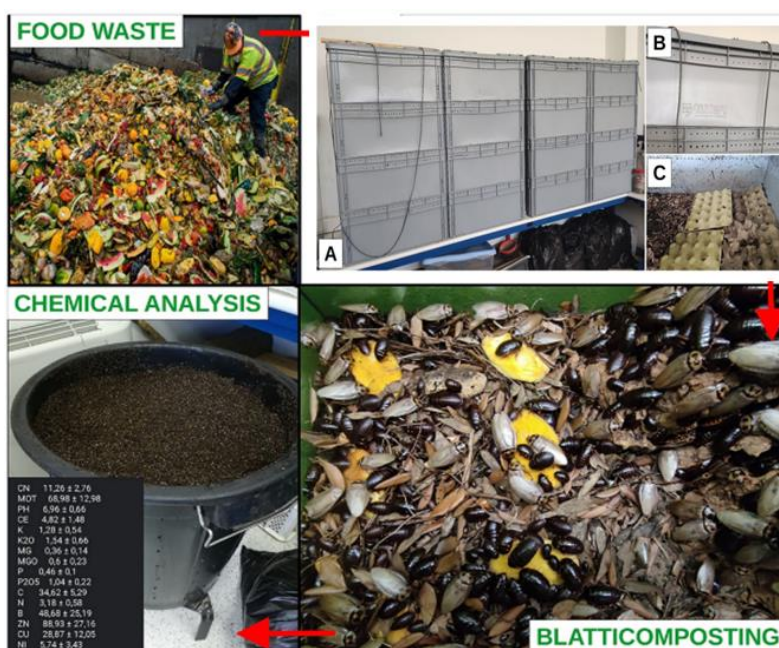 FOOD WASTE
A
B
C
CHEMICAL ANALYSIS
CN 11,26 ± 2,76
MOT 68,98 ± 12,98
PH 6,96 ± 0,66
CE 4,82 ± 1,48
K 1,28 ± 0,54
K2O 1,54 ± 0,66
MG 0,36 ± 0,14
MGO 0,6 ± 0,23
P 0,46 ± 0,1
P2O5 1,04 ± 0,22
C 34,62 ± 5,29
N 3,18 ± 0,58
B 48,68 ± 25,19
ZN 88,93 ± 27,16
CU 28,87 ± 12,05
NI 5,74 ± 3,43
BLATTICOMPOSTING